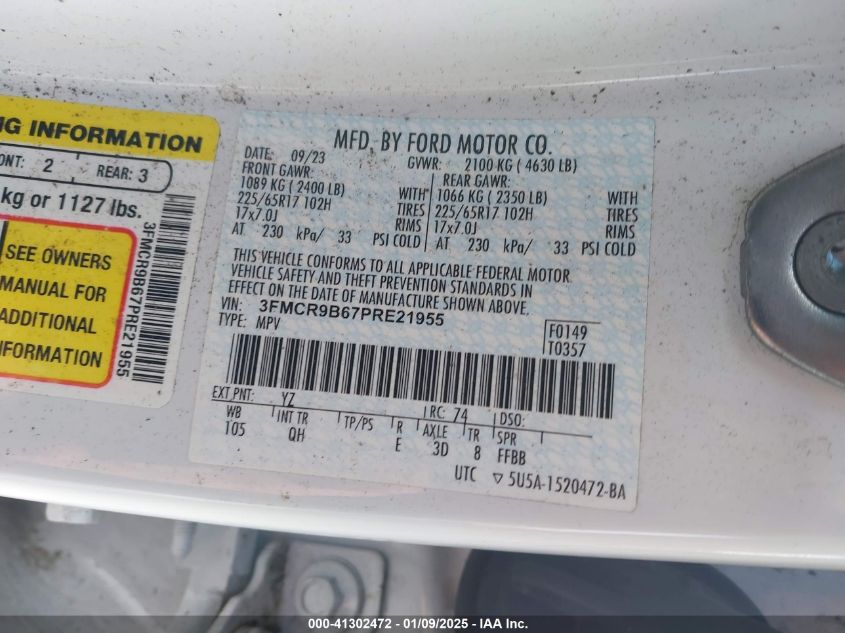 NG INFORMATION
ONT: 2 REAR: 3
kg or 1127 lbs.
SEE OWNERS
MANUAL FOR
ADDITIONAL
INFORMATION
3FMCR9B67PRE21955
MFD. BY FORD MOTOR CO.
DATE: 09/23 GVWR: 2100 KG ( 4630 LB)
FRONT GAWR: REAR GAWR:
1089 KG ( 2400 LB) WITH 1066 KG ( 2350 LB) WITH
225/65R17 102H TIRES 225/65R17 102H TIRES
17x7.0J RIMS 17x7.0J RIMS
AT 230 kPa/ 33 PSI COLD AT 230 kPa/ 33 PSI COLD
THIS VEHICLE CONFORMS TO ALL APPLICABLE FEDERAL MOTOR
VEHICLE SAFETY AND THEFT PREVENTION STANDARDS IN
EFFECT ON THE DATE OF MANUFACTURE SHOWN ABOVE.
VIN: 3FMCR9B67PRE21955
TYPE: MPV
F0149
T0357
EXT PNT: YZ RC: 74 DSO:
WB INT TR TP/PS R AXLE TR SPR
105 QH E 3D 8 FFBB
UTC ▽ 5U5A-1520472-BA
000-41302472 - 01/09/2025 - IAA Inc.